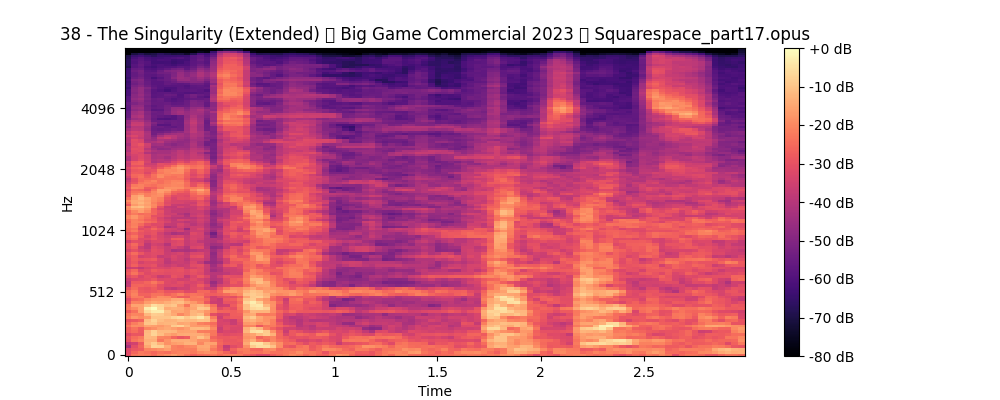 38 - The Singularity (Extended) ▯ Big Game Commercial 2023 ▯ Squarespace_part17.opus
+0 dB
4096
-10 dB
-20 dB
2048
-30 dB
Hz
-40 dB
1024
-50 dB
512
-60 dB
-70 dB
0
-80 dB
0 0.5 1 1.5 2 2.5
Time